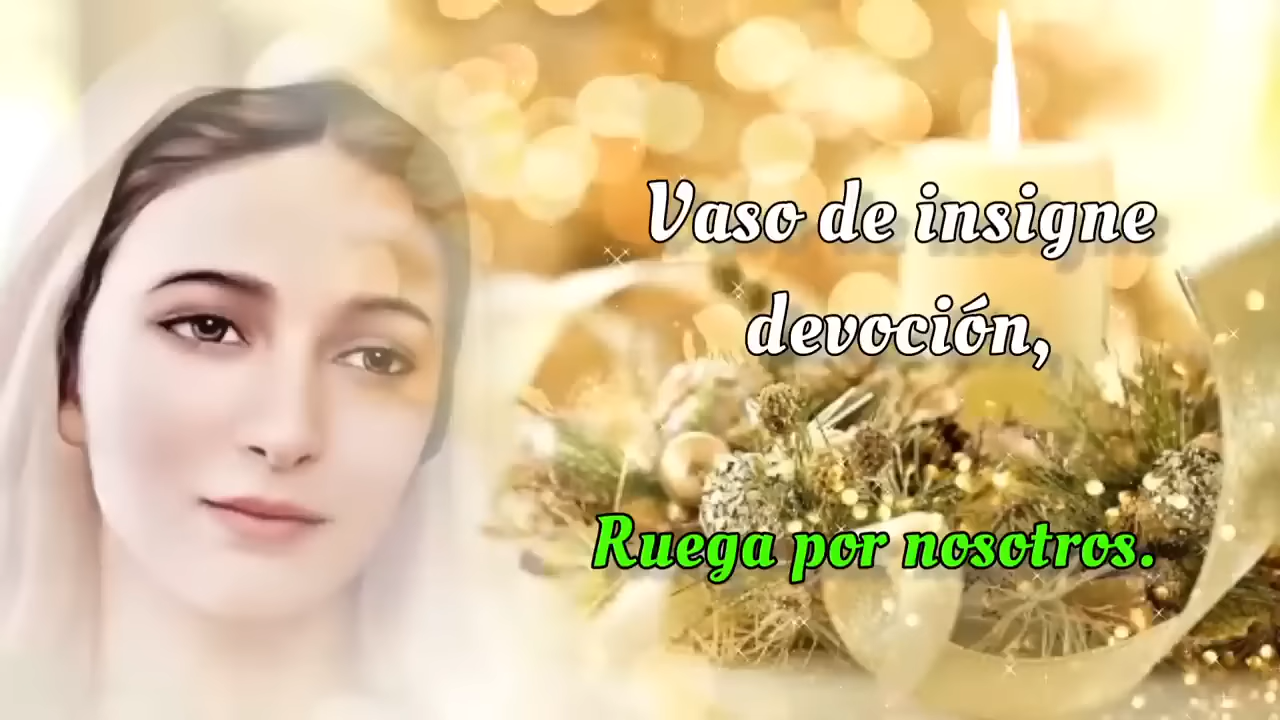 Vaso de insigne
devoción,
Ruega por nosotros.